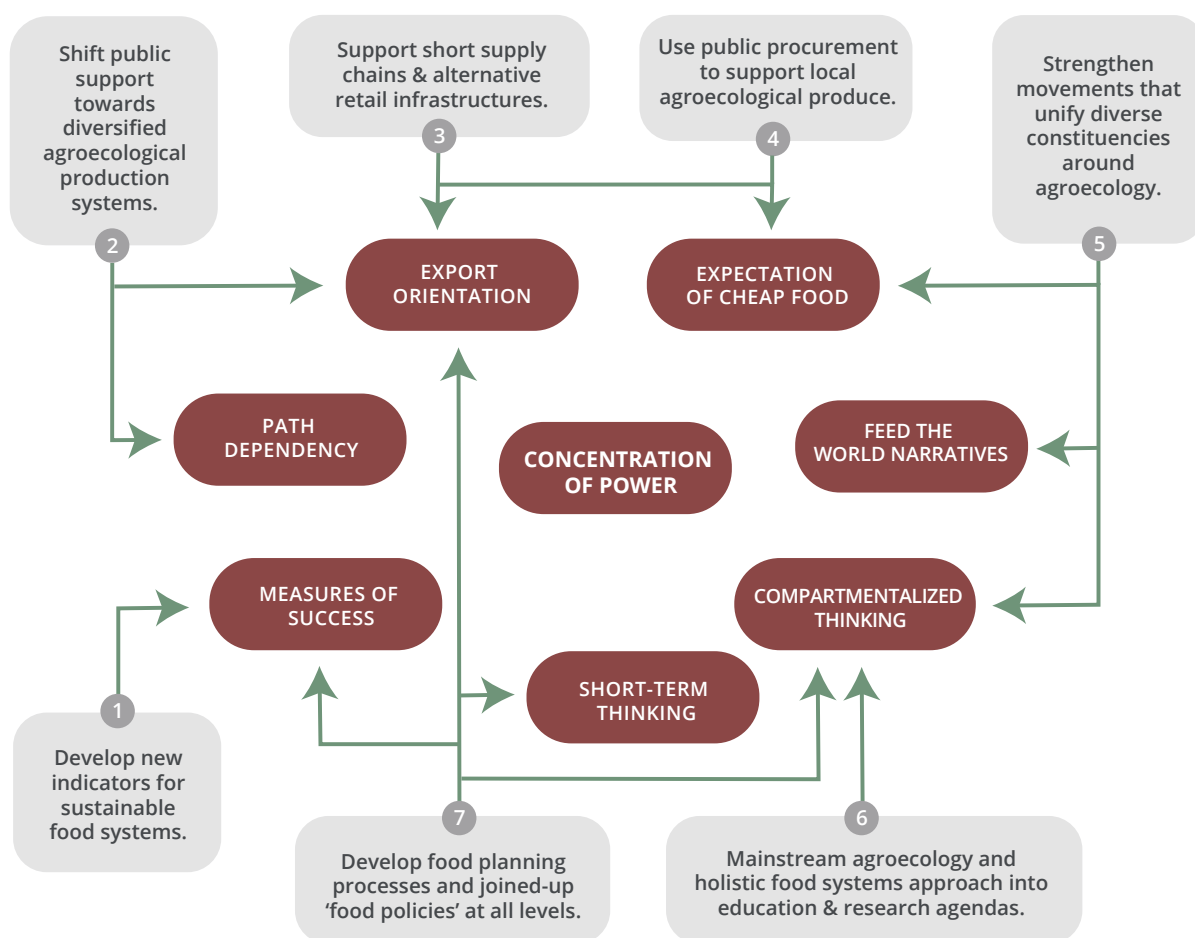 Shift public
support
towards
diversified
agroecological
production
systems.
2
Support short supply
chains & alternative
retail infrastructures.
3
Use public procurement
to support local
agroecological produce.
4
Strengthen
movements that
unify diverse
constituencies
around
agroecology.
5
EXPORT
ORIENTATION
EXPECTATION
OF CHEAP FOOD
PATH
DEPENDENCY
CONCENTRATION
OF POWER
FEED THE
WORLD NARRATIVES
MEASURES OF
SUCCESS
COMPARTMENTALIZED
THINKING
SHORT-TERM
THINKING
1
Develop new
indicators for
sustainable
food systems.
7
Develop food planning
processes and joined-up
‘food policies’ at all levels.
6
Mainstream agroecology and
holistic food systems approach into
education & research agendas.